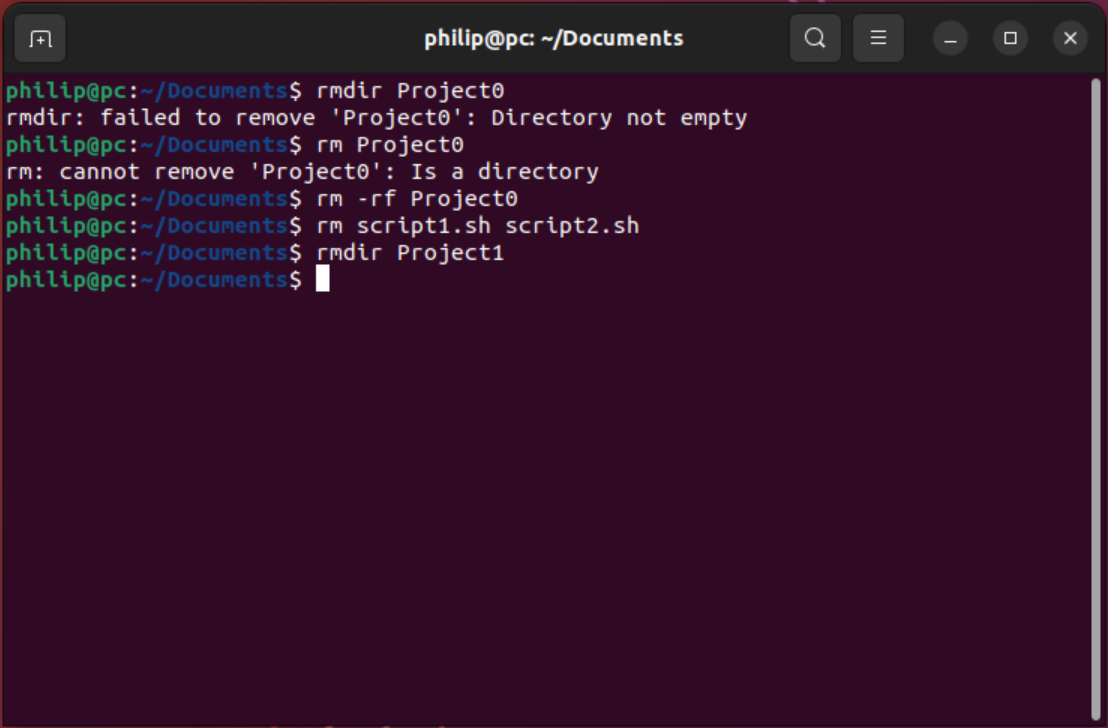 philip@pc: ~/Documents
philip@pc:~/Documents$ rmdir Project0
rmdir: failed to remove 'Project0': Directory not empty
philip@pc:~/Documents$ rm Project0
rm: cannot remove 'Project0': Is a directory
philip@pc:~/Documents$ rm -rf Project0
philip@pc:~/Documents$ rm script1.sh script2.sh
philip@pc:~/Documents$ rmdir Project1
philip@pc:~/Documents$